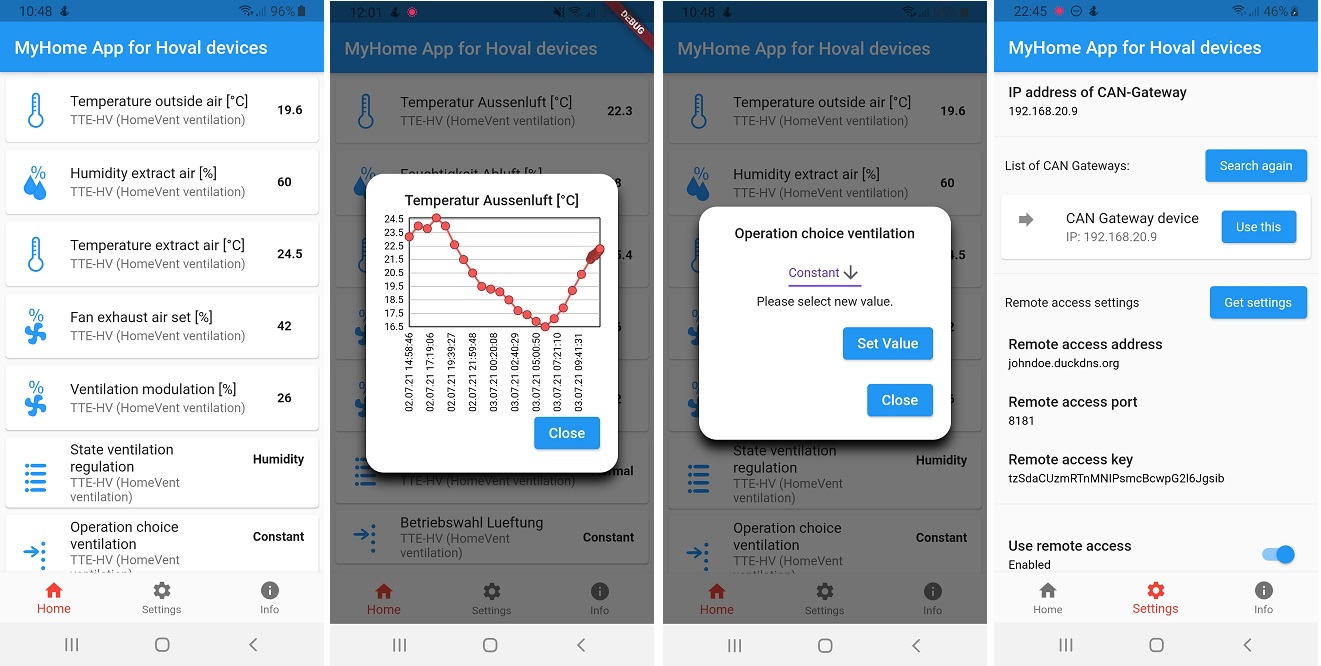 10:48
96%
MyHome App for Hoval devices
Temperature outside air [°C]
TTE-HV (HomeVent ventilation)
19.6
%
Humidity extract air [%]
TTE-HV (HomeVent ventilation)
60
Temperature extract air [°C]
TTE-HV (HomeVent ventilation)
24.5
%
Fan exhaust air set [%]
TTE-HV (HomeVent ventilation)
42
%
Ventilation modulation [%]
TTE-HV (HomeVent ventilation)
26
State ventilation
regulation
TTE-HV (HomeVent
ventilation)
Humidity
Operation choice
ventilation
TTE-HV (HomeVent
ventilation)
Constant
Home
Settings
Info
12:01
DEBUG
MyHome App for Hoval devices
Temperatur Aussenluft [°C]
TTE-HV (HomeVent ventilation)
22.3
%
Feuchtigkeit Abluft [%]
Temperatur Aussenluft [°C]
24.5
23.5
22.5
21.5
20.5
19.5
18.5
17.5
16.5
02.07.21 14:58:46
02.07.21 17:19:06
02.07.21 19:39:27
02.07.21 21:59:48
03.07.21 00:20:08
03.07.21 02:40:29
03.07.21 05:00:50
03.07.21 07:21:10
03.07.21 09:41:31
Close
Betriebswahl Lueftung
TTE-HV (HomeVent
ventilation)
Constant
Home
Settings
Info
10:48
MyHome App for Hoval devices
Temperature outside air [°C]
TTE-HV (HomeVent ventilation)
19.6
%
Humidity extract air [%]
TTE-HV (HomeVent ventilation)
60
Operation choice ventilation
Constant
Please select new value.
Set Value
Close
State ventilation
regulation
TTE-HV (HomeVent
ventilation)
Humidity
Operation choice
ventilation
TTE-HV (HomeVent
ventilation)
Constant
Home
Settings
Info
22:45
46%
MyHome App for Hoval devices
IP address of CAN-Gateway
192.168.20.9
List of CAN Gateways:
Search again
CAN Gateway device
IP: 192.168.20.9
Use this
Remote access settings
Get settings
Remote access address
johndoe.duckdns.org
Remote access port
8181
Remote access key
tzSdaCUzmRTnMNIPsmcBcwpG2l6Jgsib
Use remote access
Enabled
Home
Settings
Info